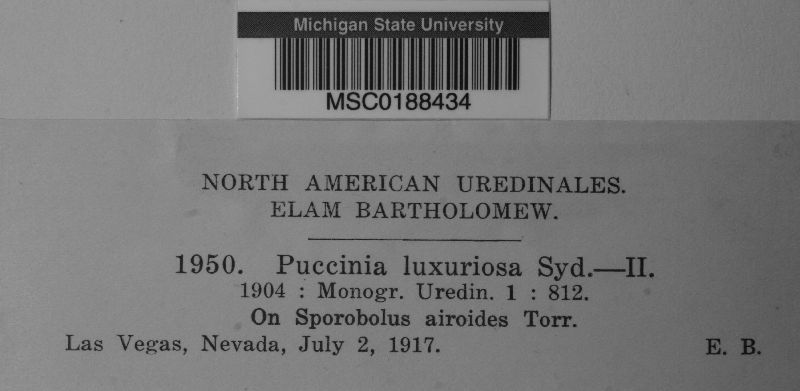 Michigan State University
MSC0188434
NORTH AMERICAN UREDINALES.
ELAM BARTHOLOMEW.
1950. Puccinia luxuriosa Syd.—II.
1904 : Monogr. Uredin. 1 : 812.
On Sporobolus airoides Torr.
Las Vegas, Nevada, July 2, 1917. E. B.